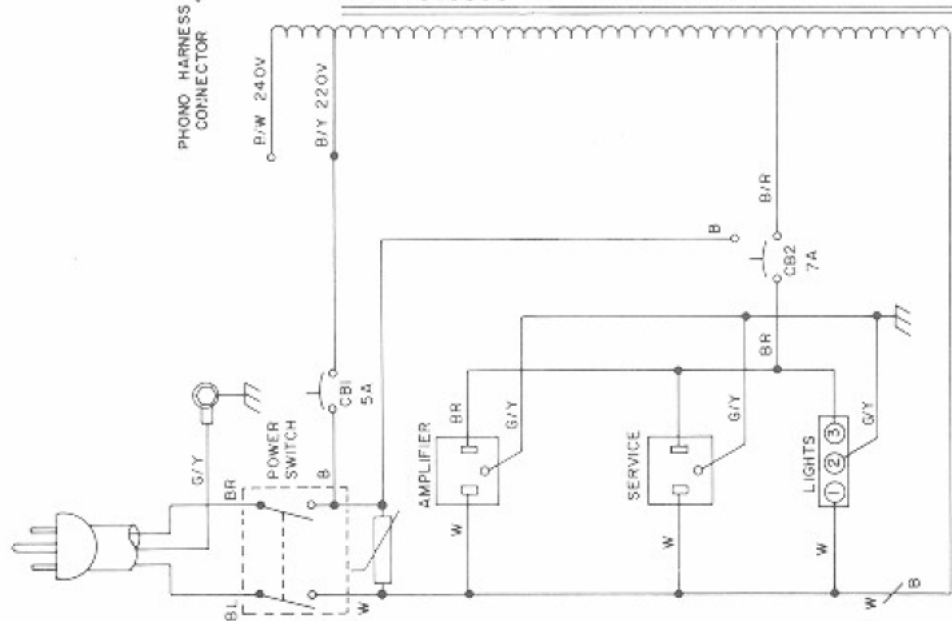 PHONO HARNESS
CONNECTOR
B/W 240V
B/Y 220V
B/R
B
CB2
7A
BR
CB1
5A
G/Y
POWER
SWITCH
BR
B
BL
W
AMPLIFIER
BR
G/Y
W
SERVICE
G/Y
W
LIGHTS
1 2 3
G/Y
W
W
B